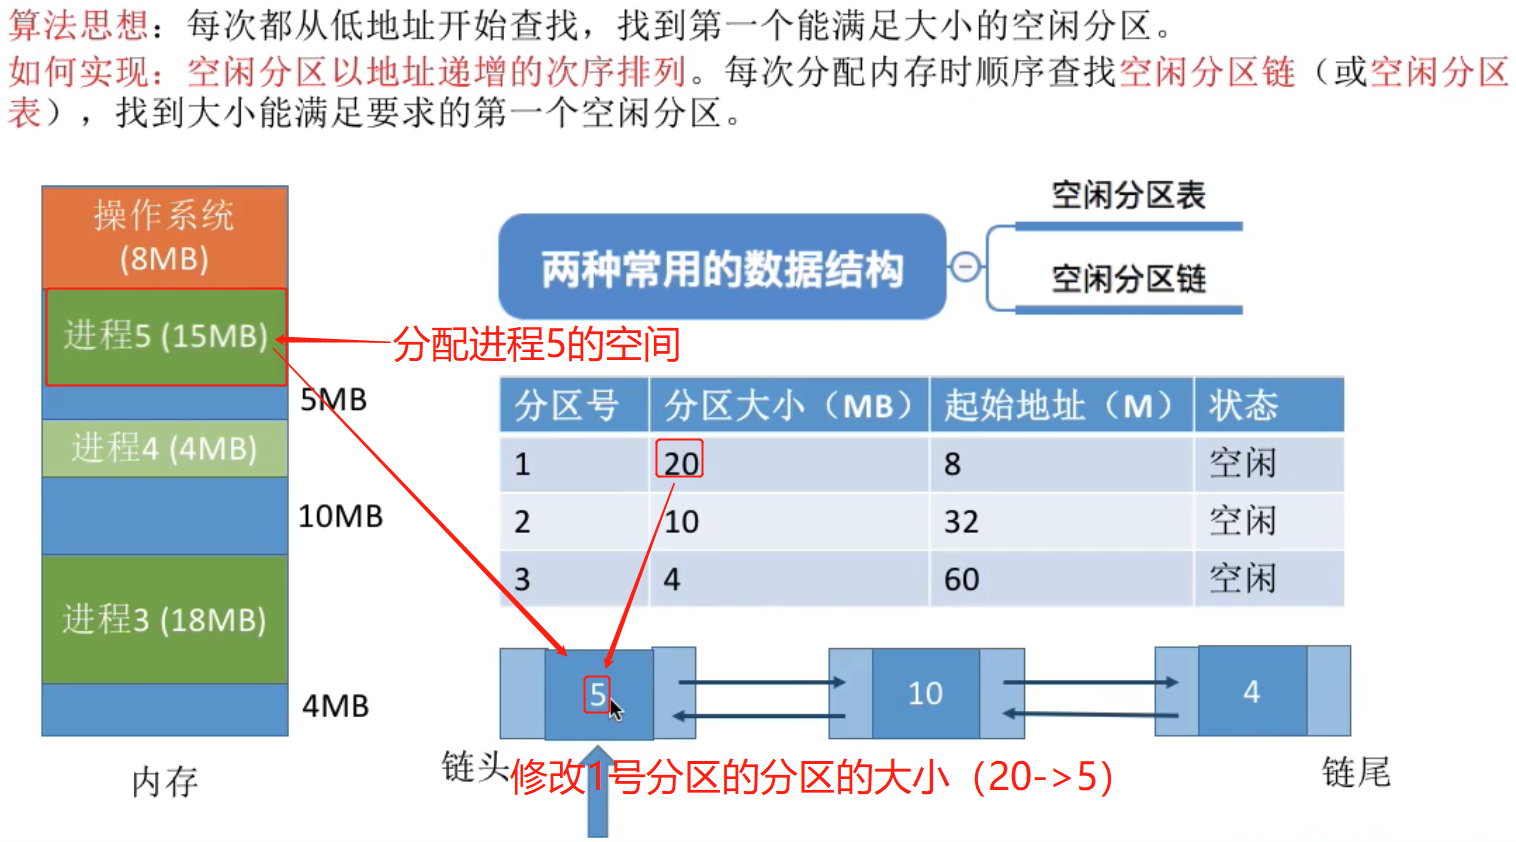 算法思想：每次都从低地址开始查找，找到第一个能满足大小的空闲分区。
如何实现：空闲分区以地址递增的次序排列。每次分配内存时顺序查找空闲分区链（或空闲分区
表），找到大小能满足要求的第一个空闲分区。
操作系统
(8MB)
进程5 (15MB)
5MB
进程4 (4MB)
10MB
进程3 (18MB)
4MB
内存
两种常用的数据结构
空闲分区表
空闲分区链
分配进程5的空间
分区号 分区大小（MB） 起始地址（M） 状态
1 20 8 空闲
2 10 32 空闲
3 4 60 空闲
5 10 4
链头
链尾
修改1号分区的分区的大小（20->5）